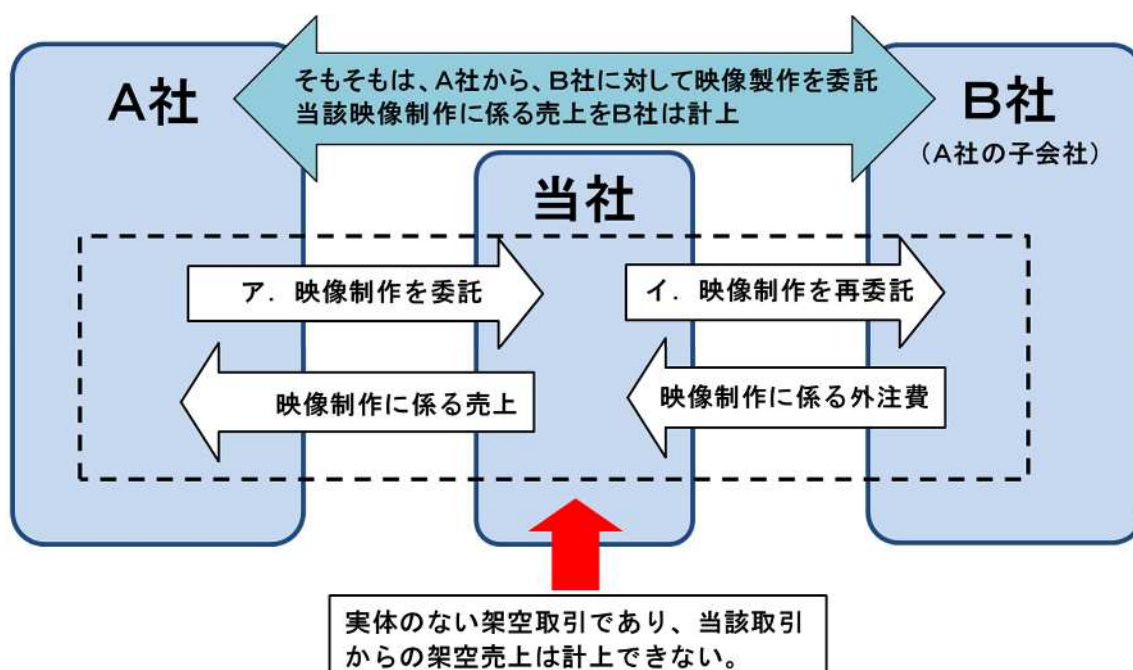 そもそもは、A社から、B社に対して映像製作を委託
当該映像制作に係る売上をB社は計上
A社
B社
(A社の子会社)
当社
ア．映像制作を委託
イ．映像制作を再委託
映像制作に係る売上
映像制作に係る外注費
実体のない架空取引であり、当該取引
からの架空売上は計上できない。